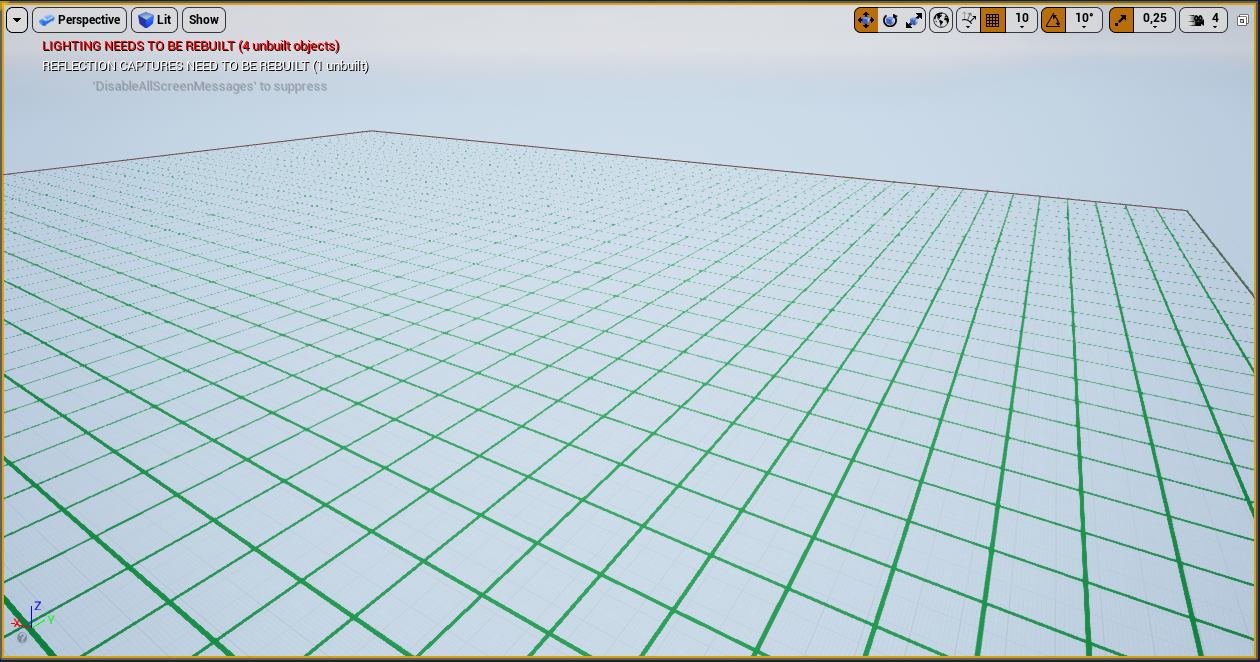 Perspective Lit Show 10 10° 0,25 4
LIGHTING NEEDS TO BE REBUILT (4 unbuilt objects)
REFLECTION CAPTURES NEED TO BE REBUILT (1 unbuilt)
'DisableAllScreenMessages' to suppress
Z
X Y
?